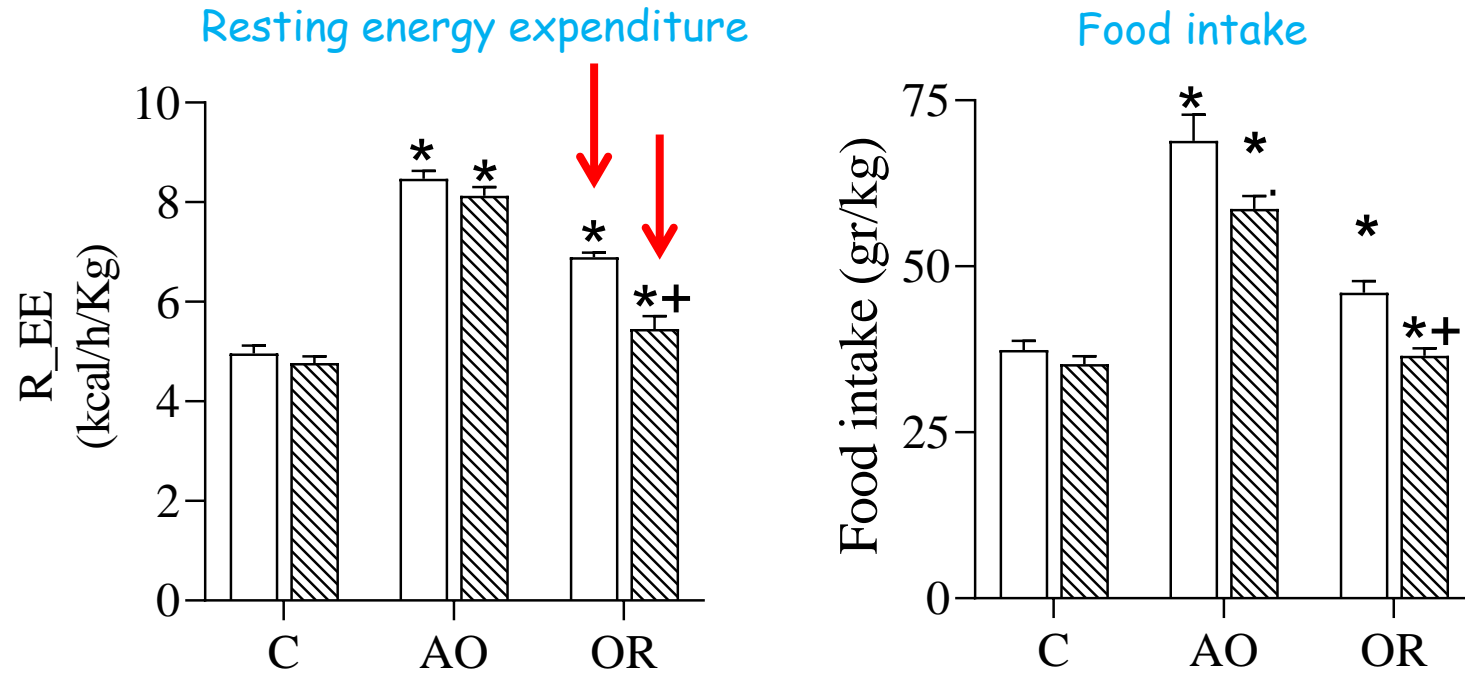 Resting energy expenditure
R_EE
(kcal/h/Kg)
10
8
6
4
2
0
* * * *+
C AO OR
Food intake
Food intake (gr/kg)
75
50
25
0
* * * *+
C AO OR